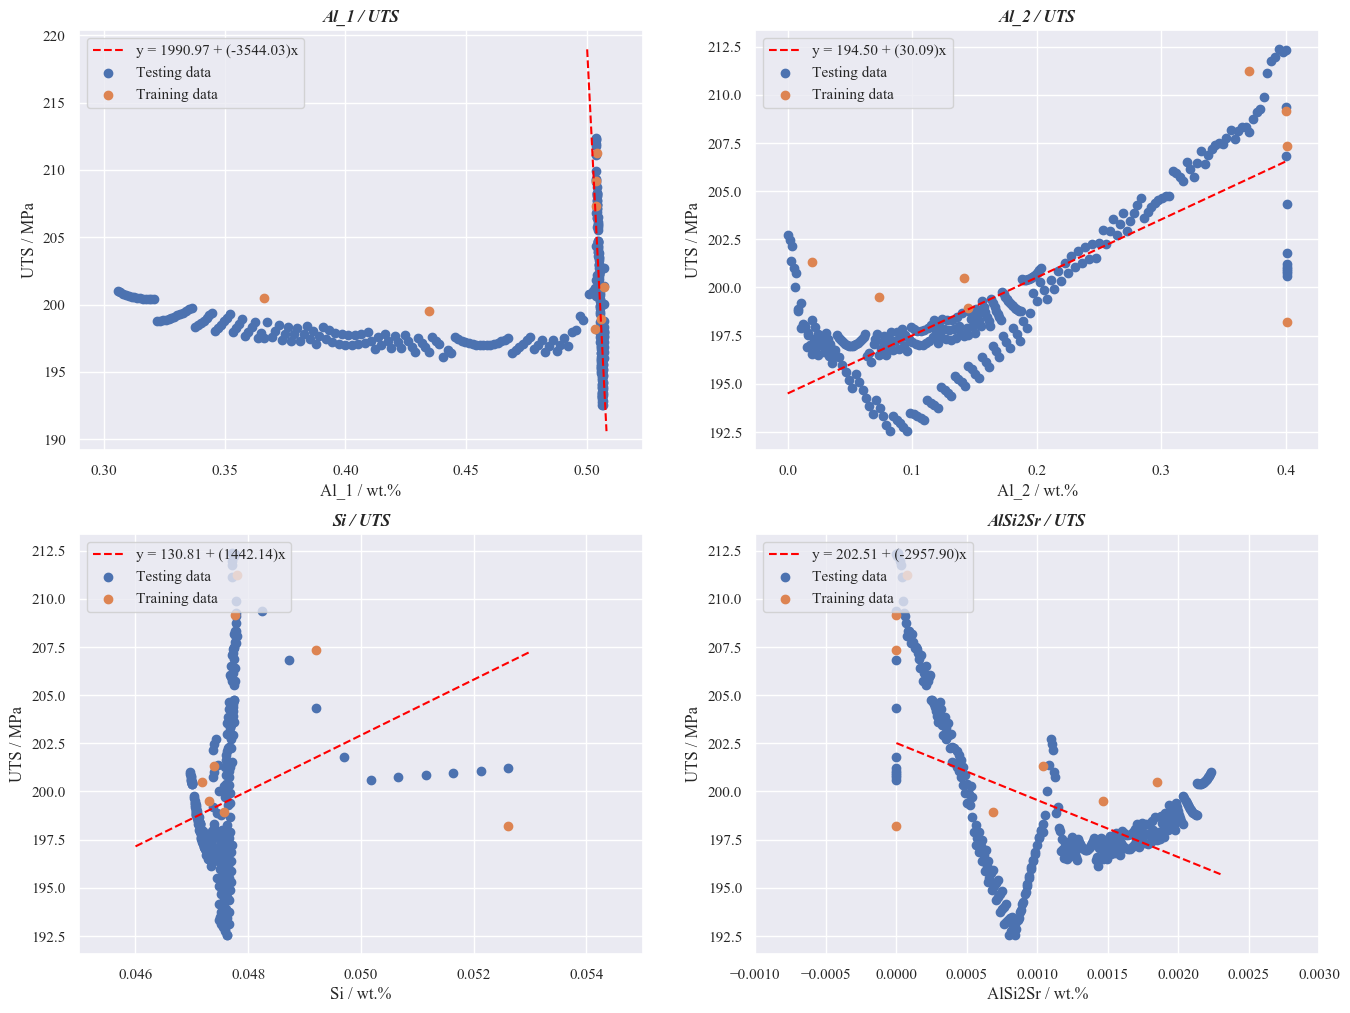 Al_1 / UTS
y = 1990.97 + (-3544.03)x
Testing data
Training data
220
215
210
205
200
195
190
UTS / MPa
0.30 0.35 0.40 0.45 0.50
Al_1 / wt.%
Al_2 / UTS
y = 194.50 + (30.09)x
Testing data
Training data
212.5
210.0
207.5
205.0
202.5
200.0
197.5
195.0
192.5
UTS / MPa
0.0 0.1 0.2 0.3 0.4
Al_2 / wt.%
Si / UTS
y = 130.81 + (1442.14)x
Testing data
Training data
212.5
210.0
207.5
205.0
202.5
200.0
197.5
195.0
192.5
UTS / MPa
0.046 0.048 0.050 0.052 0.054
Si / wt.%
AlSi2Sr / UTS
y = 202.51 + (-2957.90)x
Testing data
Training data
212.5
210.0
207.5
205.0
202.5
200.0
197.5
195.0
192.5
UTS / MPa
−0.0010 −0.0005 0.0000 0.0005 0.0010 0.0015 0.0020 0.0025 0.0030
AlSi2Sr / wt.%